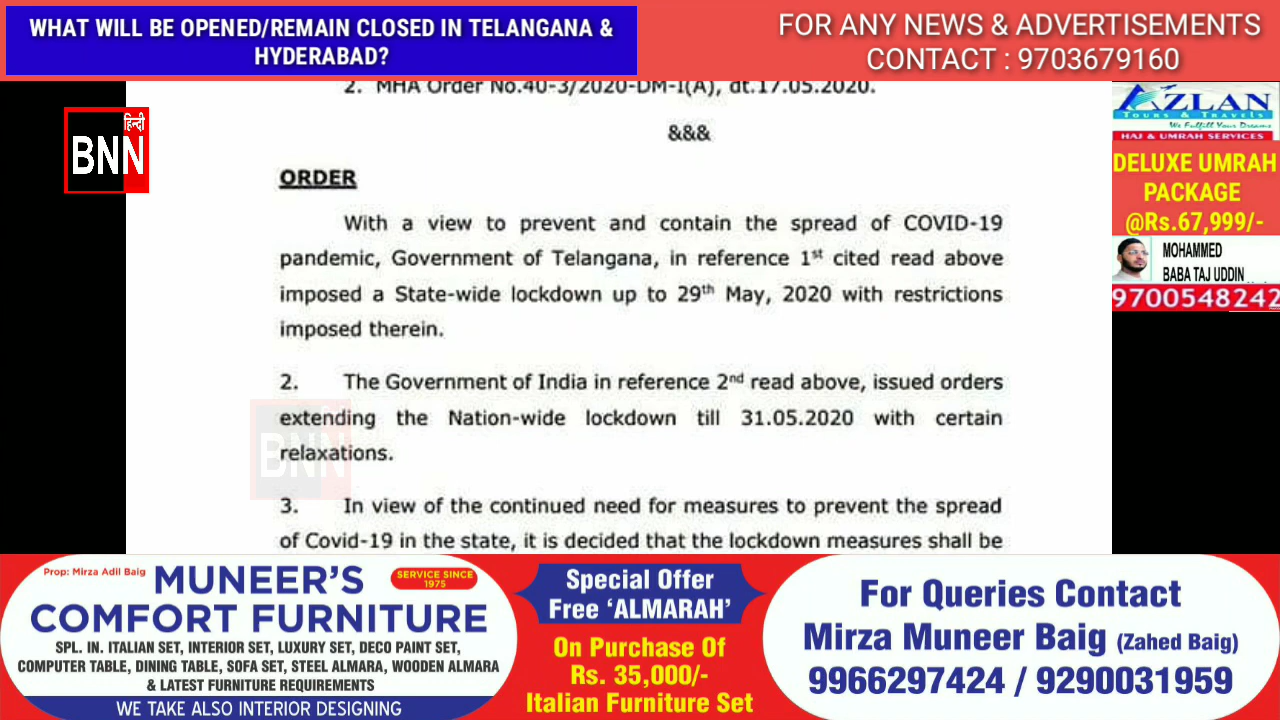 WHAT WILL BE OPENED/REMAIN CLOSED IN TELANGANA &
HYDERABAD?
FOR ANY NEWS & ADVERTISEMENTS
CONTACT : 9703679160
हिन्दी
BNN
2. MHA Order No.40-3/2020-DM-I(A), dt.17.05.2020.
&&&
ORDER
With a view to prevent and contain the spread of COVID-19
pandemic, Government of Telangana, in reference 1st cited read above
imposed a State-wide lockdown up to 29th May, 2020 with restrictions
imposed therein.
2. The Government of India in reference 2nd read above, issued orders
extending the Nation-wide lockdown till 31.05.2020 with certain
relaxations.
BNN
3. In view of the continued need for measures to prevent the spread
of Covid-19 in the state, it is decided that the lockdown measures shall be
AZLAN
TOURS & TRAVELS
We Fulfill Your Dreams
HAJ & UMRAH SERVICES
DELUXE UMRAH
PACKAGE
@Rs.67,999/-
MOHAMMED
BABA TAJ UDDIN
9700548242
Prop: Mirza Adil Baig
MUNEER'S
SERVICE SINCE
1975
COMFORT FURNITURE
SPL. IN. ITALIAN SET, INTERIOR SET, LUXURY SET, DECO PAINT SET,
COMPUTER TABLE, DINING TABLE, SOFA SET, STEEL ALMARA, WOODEN ALMARA
& LATEST FURNITURE REQUIREMENTS
WE TAKE ALSO INTERIOR DESIGNING
Special Offer
Free ‘ALMARAH’
On Purchase Of
Rs. 35,000/-
Italian Furniture Set
For Queries Contact
Mirza Muneer Baig (Zahed Baig)
9966297424 / 9290031959